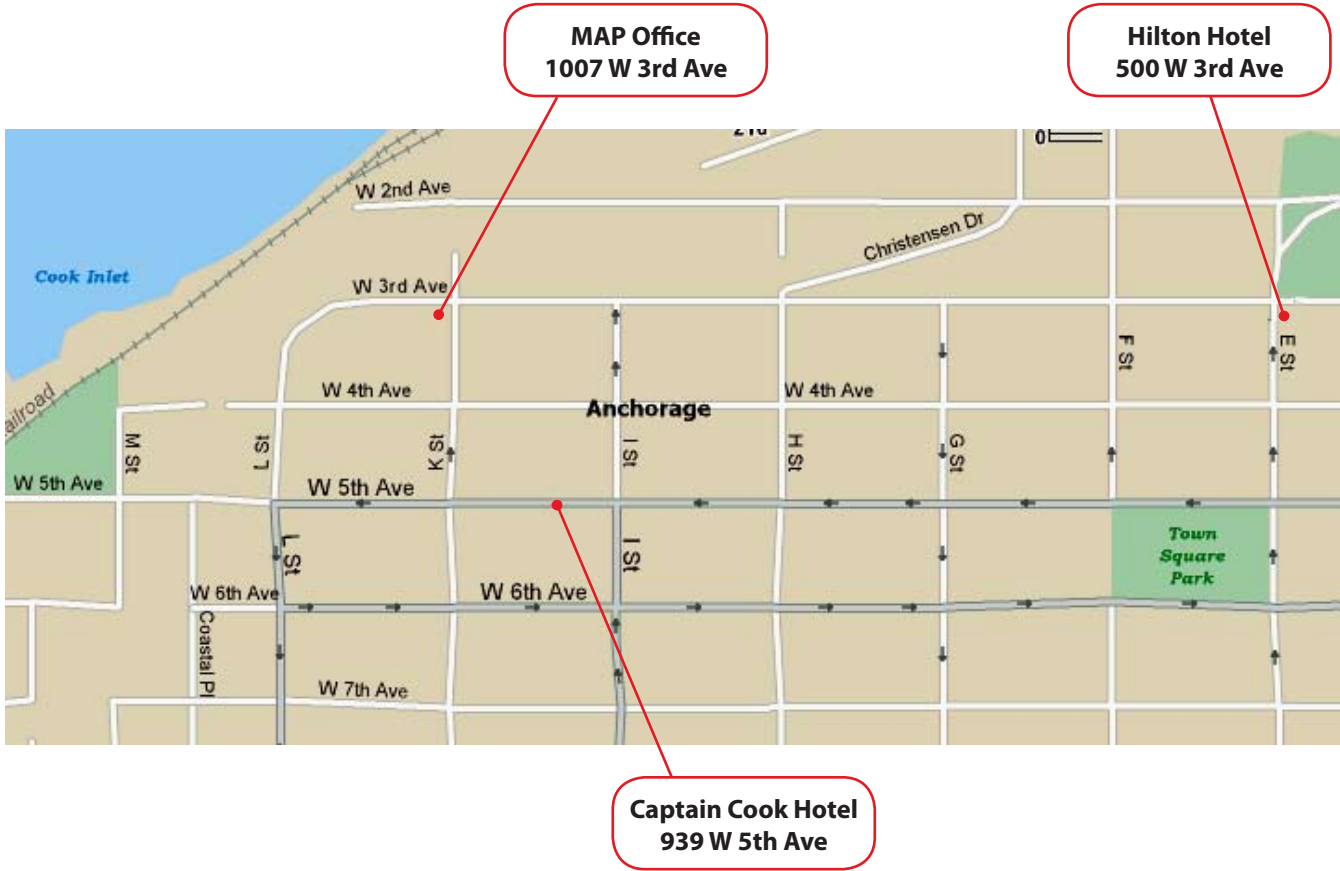 MAP Office
1007 W 3rd Ave
Hilton Hotel
500 W 3rd Ave
0
W 2nd Ave
Christensen Dr
Cook Inlet
W 3rd Ave
F St
E St
W 4th Ave
W 4th Ave
Anchorage
ailroad
M St
L St
K St
I St
H St
G St
W 5th Ave
W 5th Ave
Town
Square
Park
L St
I St
W 6th Ave
W 6th Ave
Coastal Pl
W 7th Ave
Captain Cook Hotel
939 W 5th Ave